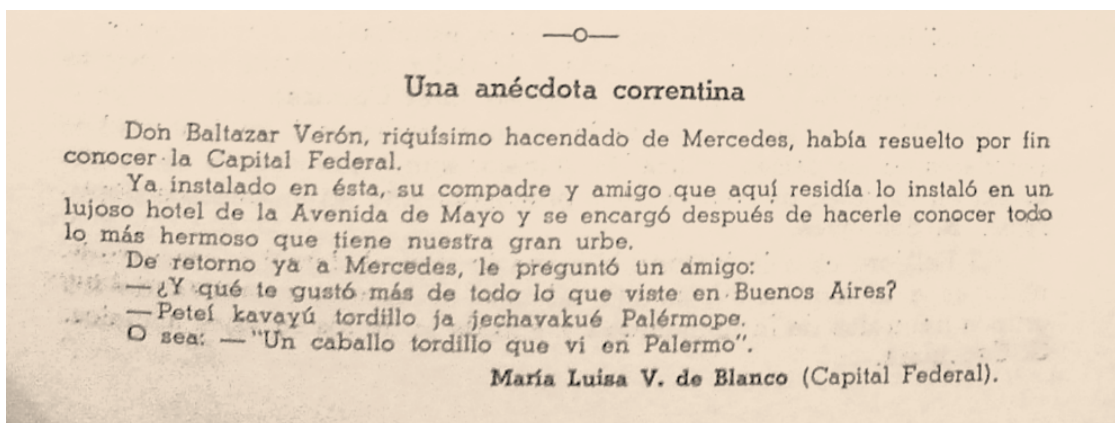 Una anécdota correntina
Don Baltazar Verón, riquísimo hacendado de Mercedes, había resuelto por fin
conocer la Capital Federal.
Ya instalado en ésta, su compadre y amigo que aquí residía lo instaló en un
lujoso hotel de la Avenida de Mayo y se encargó después de hacerle conocer todo
lo más hermoso que tiene nuestra gran urbe.
De retorno ya a Mercedes, le preguntó un amigo:
—¿Y qué te gustó más de todo lo que viste en Buenos Aires?
—Peteí kavayú tordillo ja jechavakué Palérmope.
O sea: —"Un caballo tordillo que vi en Palermo".
María Luisa V. de Blanco (Capital Federal).